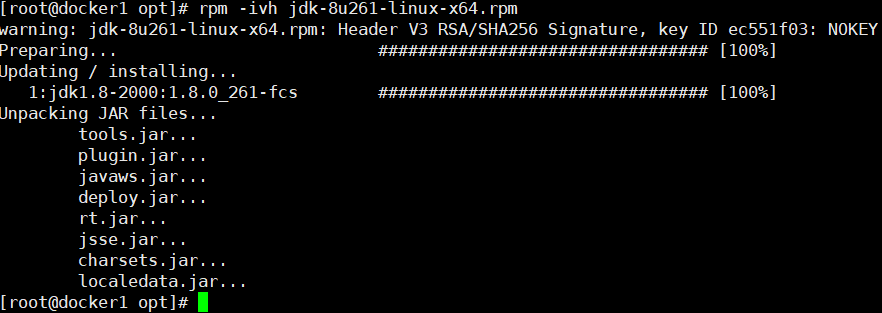 [root@docker1 opt]# rpm -ivh jdk-8u261-linux-x64.rpm
warning: jdk-8u261-linux-x64.rpm: Header V3 RSA/SHA256 Signature, key ID ec551f03: NOKEY
Preparing...                          ################################# [100%]
Updating / installing...
   1:jdk1.8-2000:1.8.0_261-fcs        ################################# [100%]
Unpacking JAR files...
        tools.jar...
        plugin.jar...
        javaws.jar...
        deploy.jar...
        rt.jar...
        jsse.jar...
        charsets.jar...
        localedata.jar...
[root@docker1 opt]#